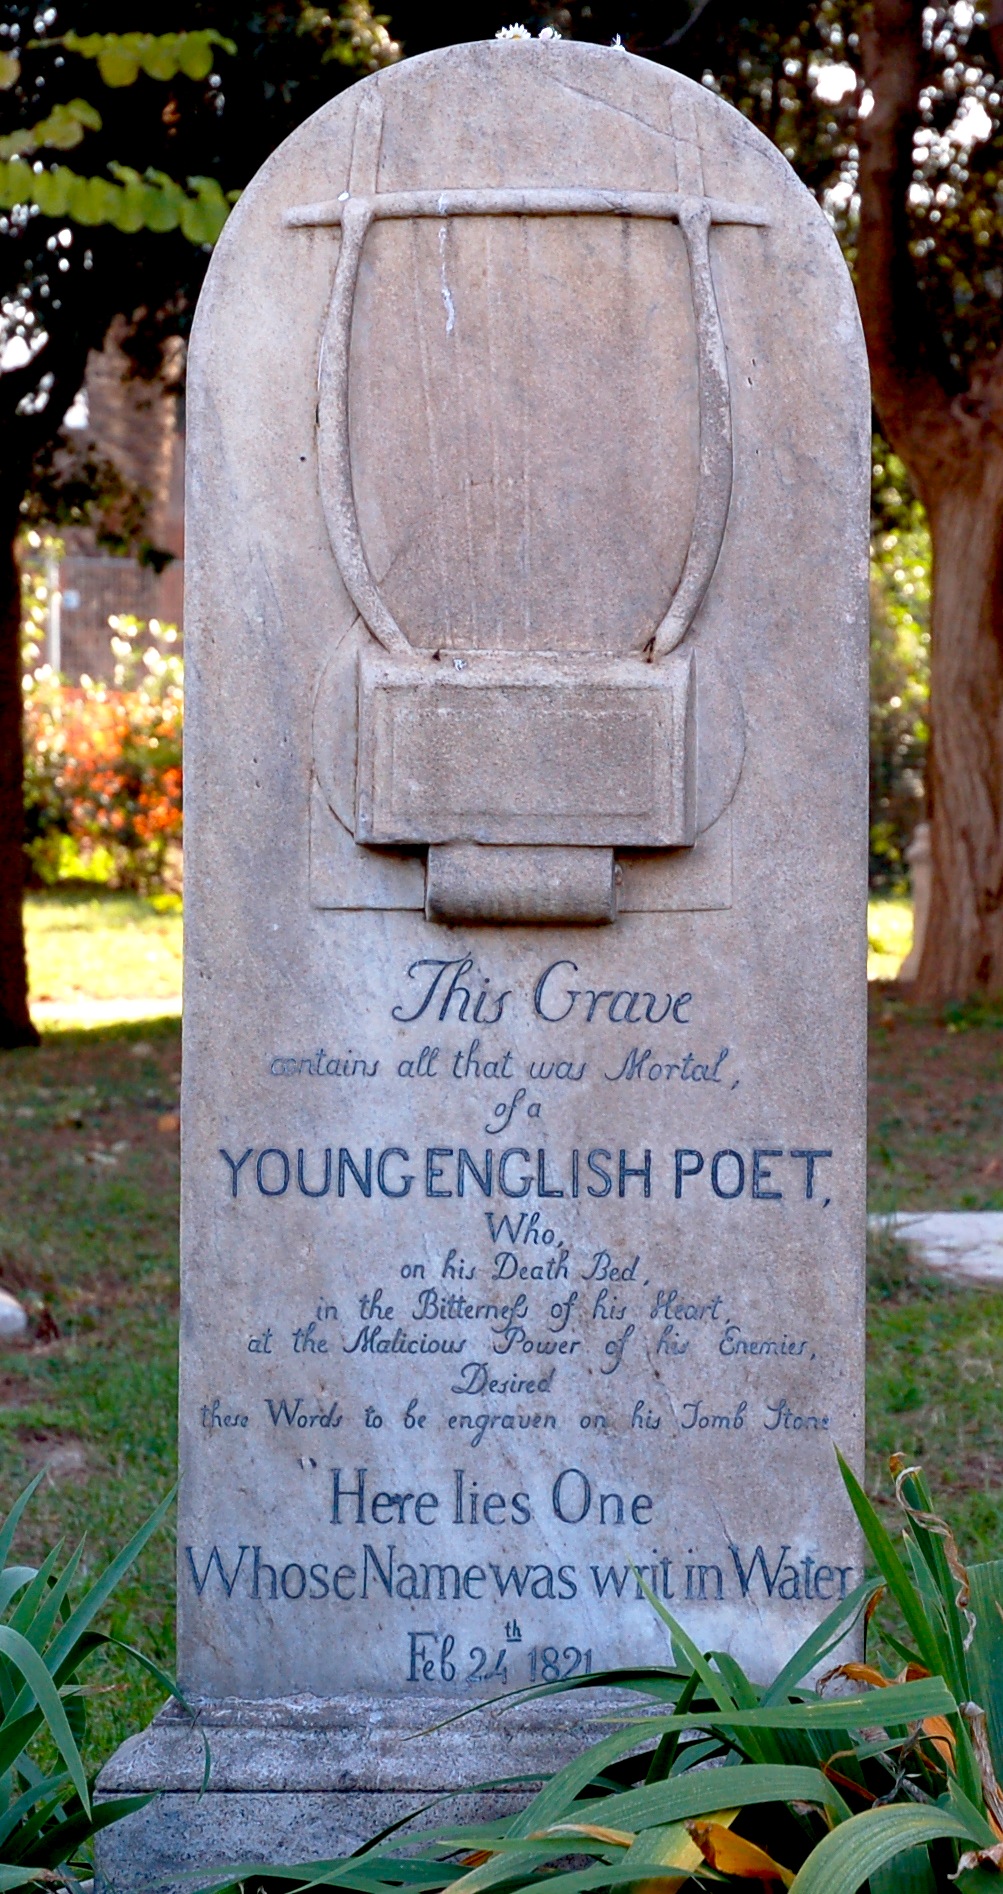 This Grave
contains all that was Mortal,
of a
YOUNG ENGLISH POET,
Who,
on his Death Bed,
in the Bitterneſs of his Heart,
at the Malicious Power of his Enemies,
Desired
these Words to be engraven on his Tomb Stone
"Here lies One
Whose Name was writ in Water
Feb 24th 1821